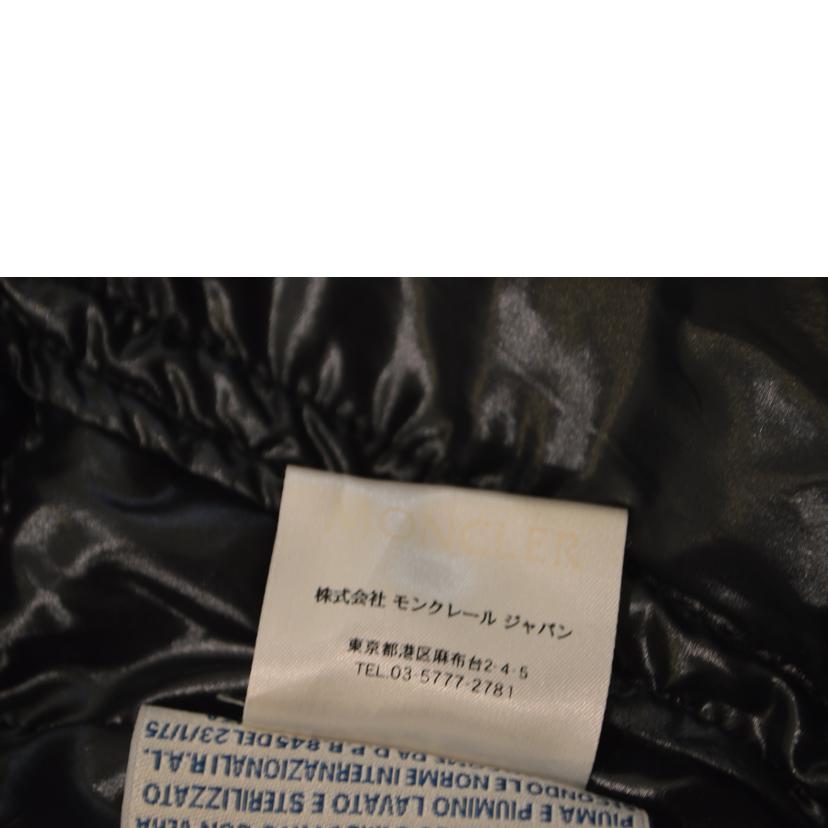 MONCLER
株式会社 モンクレール ジャパン
東京都港区麻布台2-4-5
TEL.03-5777-2781
PIUMA E PIUMINO LAVATO E STERILIZZATO
SECONDO LE NORME INTERNAZIONALI R.A.L.
D.P.R. 845 DEL 23/1/75